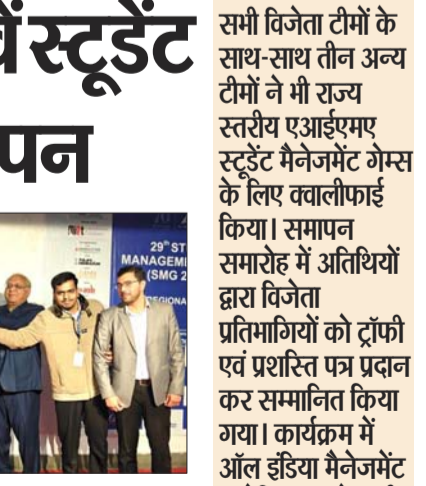 वें स्टूडेंट
पन
29th ST
MANAGEM
(SMG 2
REGIONA
सभी विजेता टीमों के
साथ-साथ तीन अन्य
टीमों ने भी राज्य
स्तरीय एआईएमए
स्टूडेंट मैनेजमेंट गेम्स
के लिए क्वालीफाई
किया। समापन
समारोह में अतिथियों
द्वारा विजेता
प्रतिभागियों को ट्रॉफी
एवं प्रशस्ति पत्र प्रदान
कर सम्मानित किया
गया। कार्यक्रम में
ऑल इंडिया मैनेजमेंट